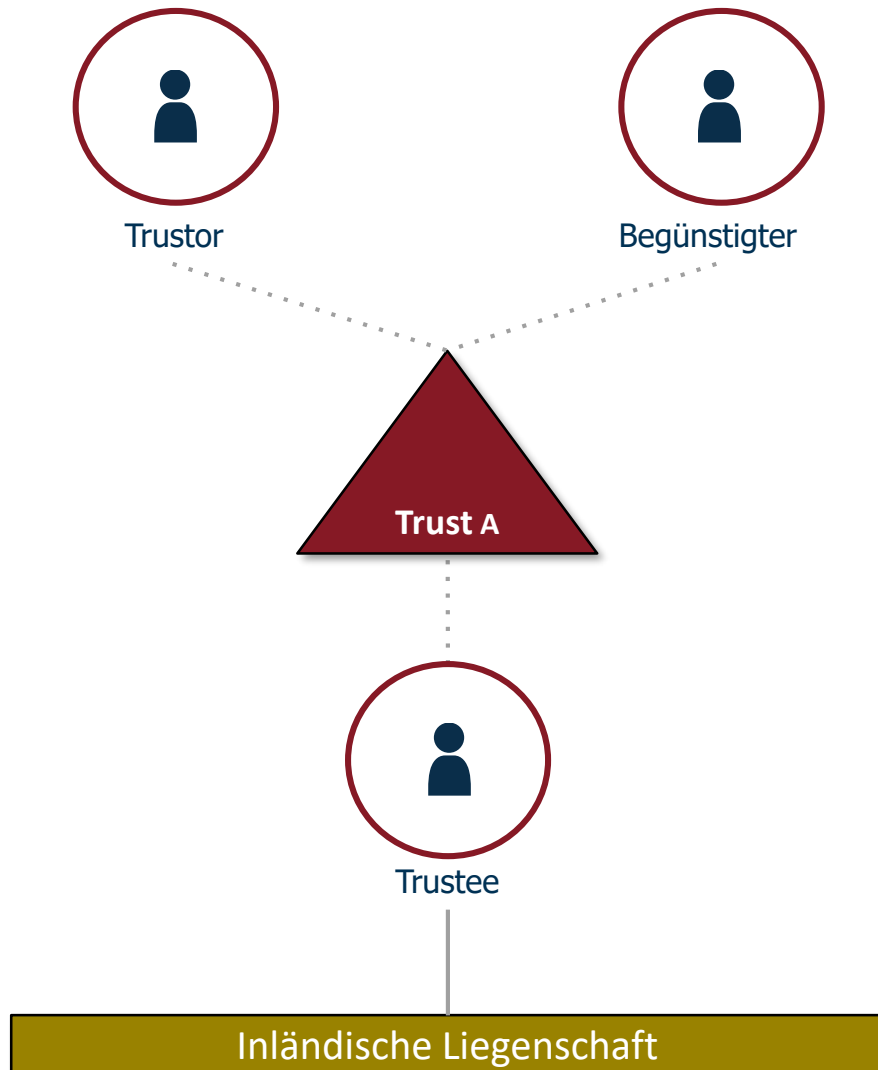 Trustor
Begünstigter
Trust A
Trustee
Inländische Liegenschaft